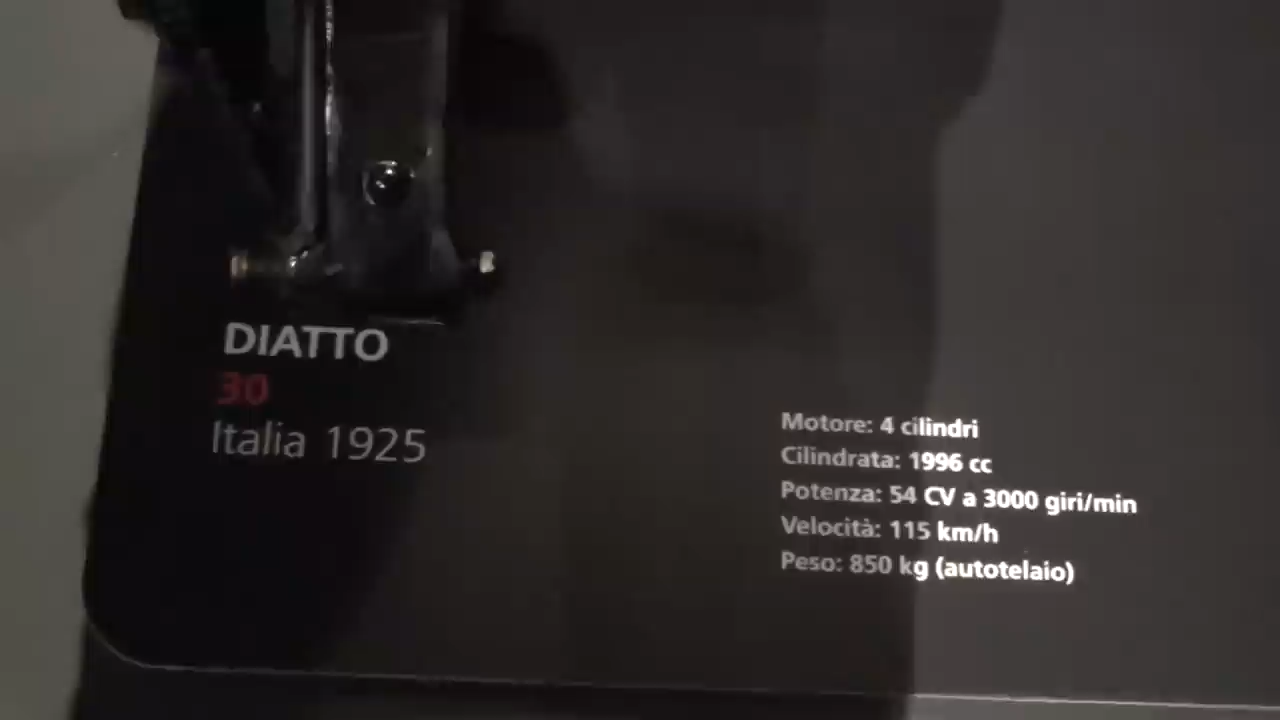 DIATTO
30
Italia 1925
Motore: 4 cilindri
Cilindrata: 1996 cc
Potenza: 54 CV a 3000 giri/min
Velocità: 115 km/h
Peso: 850 kg (autotelaio)